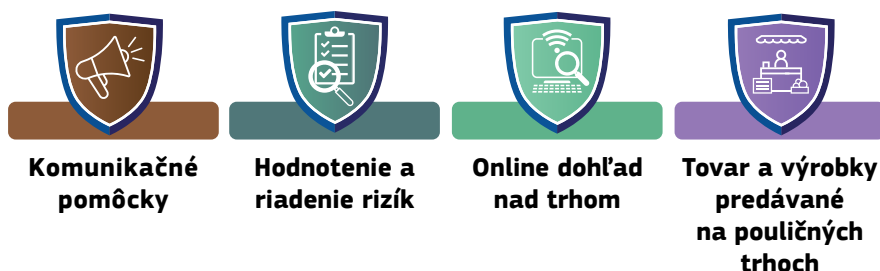 Komunikačné
pomôcky
Hodnotenie a
riadenie rizík
Online dohľad
nad trhom
Tovar a výrobky
predávané
na pouličných
trhoch